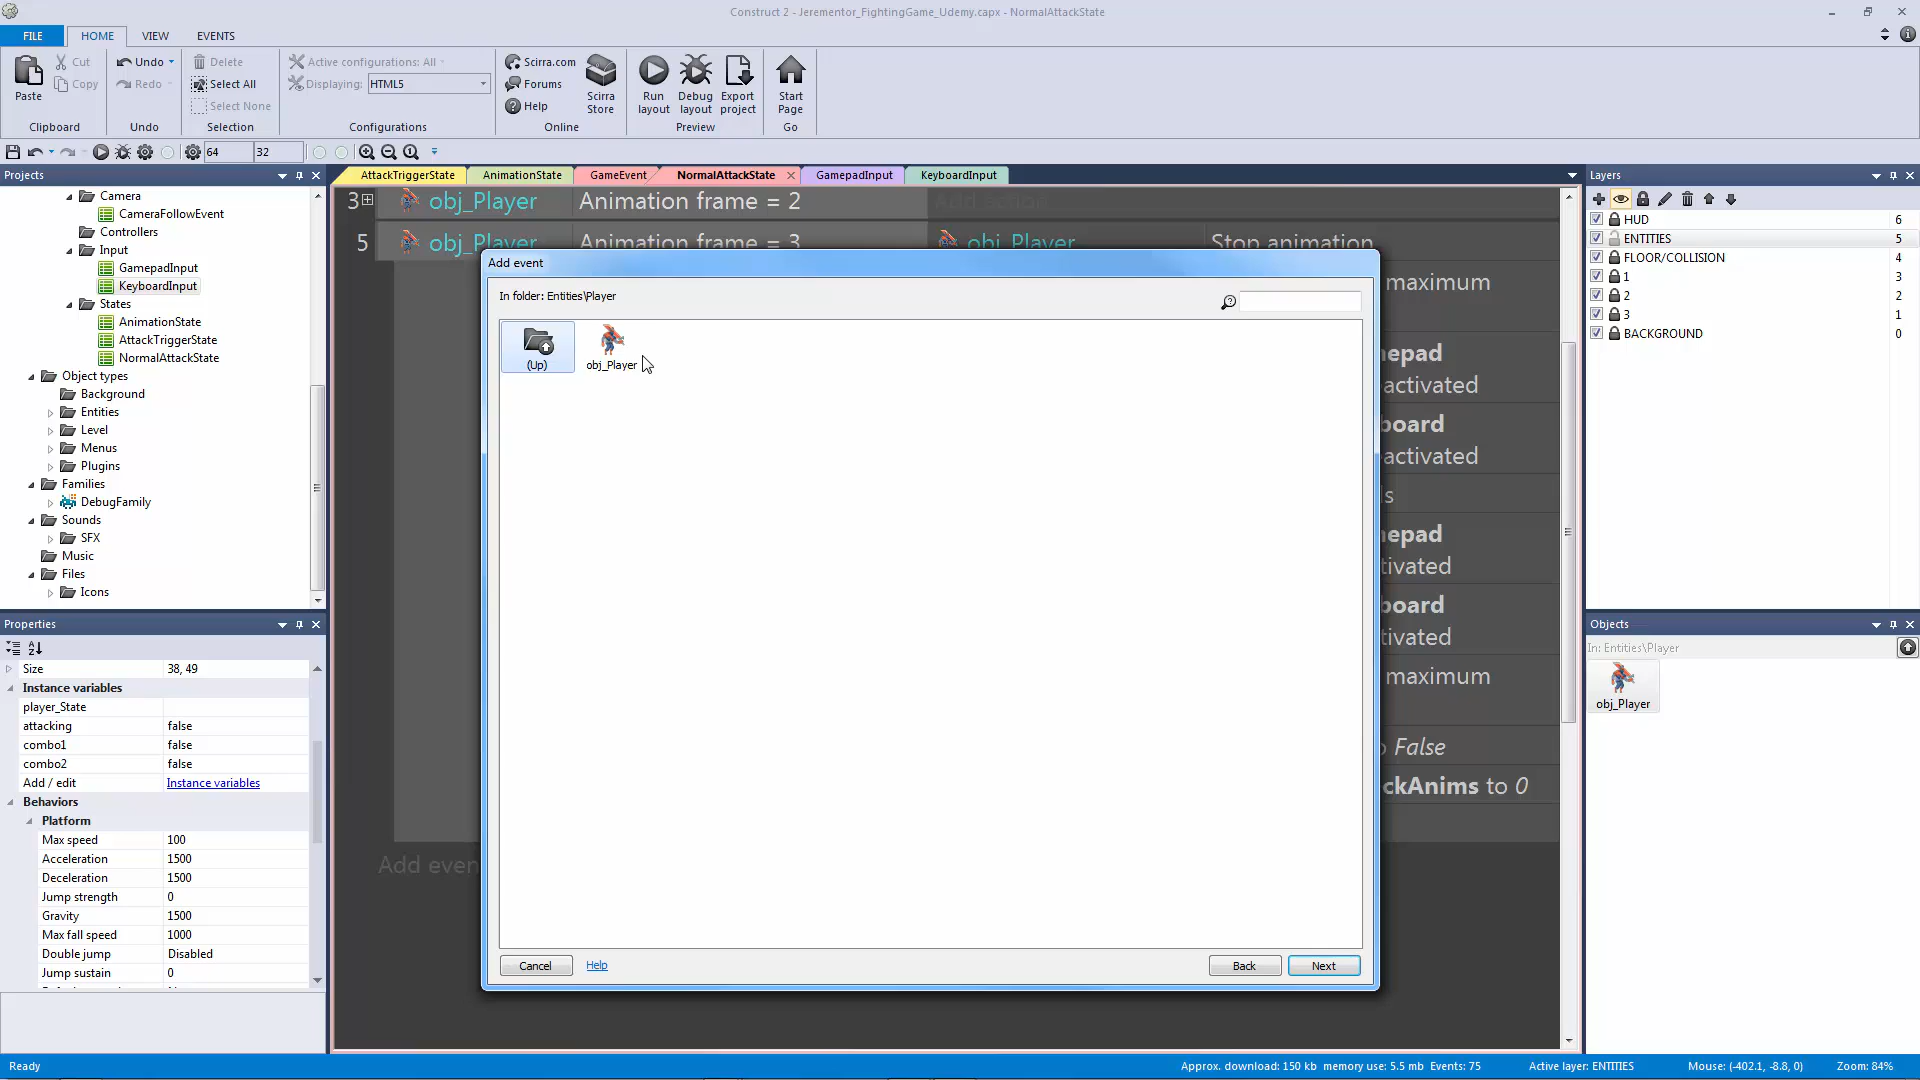 Construct 2 - Jerementor_FightingGame_Udemy.capx - NormalAttackState
FILE HOME VIEW EVENTS
Paste Cut Copy
Clipboard
Undo Redo
Undo
Delete Select All Select None
Selection
Active configurations: All
Displaying: HTML5
Configurations
Scirra.com Forums Help
Scirra Store
Online
Run layout Debug layout Export project
Preview
Start Page
Go
64 32
Projects
Camera
CameraFollowEvent
Controllers
Input
GamepadInput
KeyboardInput
States
AnimationState
AttackTriggerState
NormalAttackState
Object types
Background
Entities
Level
Menus
Plugins
Families
DebugFamily
Sounds
SFX
Music
Files
Icons
Properties
Size 38, 49
Instance variables
player_State
attacking false
combo1 false
combo2 false
Add / edit Instance variables
Behaviors
Platform
Max speed 100
Acceleration 1500
Deceleration 1500
Jump strength 0
Gravity 1500
Max fall speed 1000
Double jump Disabled
Jump sustain 0
AttackTriggerState AnimationState GameEvent NormalAttackState GamepadInput KeyboardInput
3 obj_Player Animation frame = 2 Add action
5 obj_Player Animation frame = 3 obj_Player Stop animation
maximum
epad
activated
board
activated
s
epad
tivated
board
tivated
maximum
False
ckAnims to 0
Add even
Add event
In folder: Entities\Player
(Up)
obj_Player
Cancel Help Back Next
Layers
HUD 6
ENTITIES 5
FLOOR/COLLISION 4
1 3
2 2
3 1
BACKGROUND 0
Objects
In: Entities\Player
obj_Player
Ready
Approx. download: 150 kb memory use: 5.5 mb Events: 75 Active layer: ENTITIES Mouse: (-402.1, -8.8, 0) Zoom: 84%